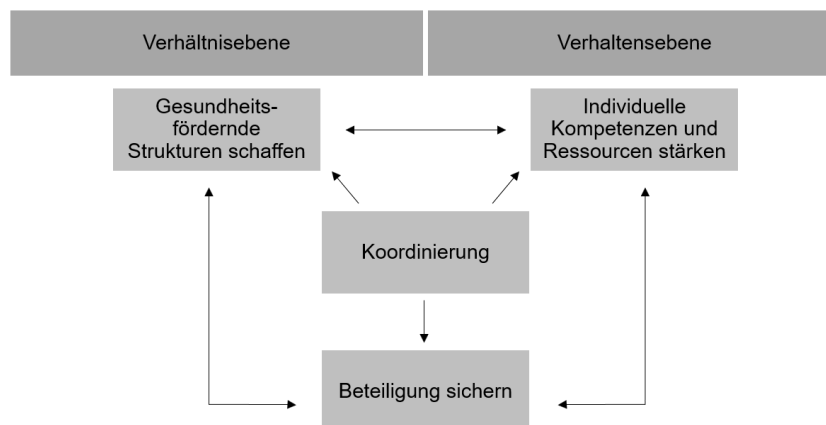 Verhältnisebene
Verhaltensebene
Gesundheits-
fördernde
Strukturen schaffen
Individuelle
Kompetenzen und
Ressourcen stärken
Koordinierung
Beteiligung sichern